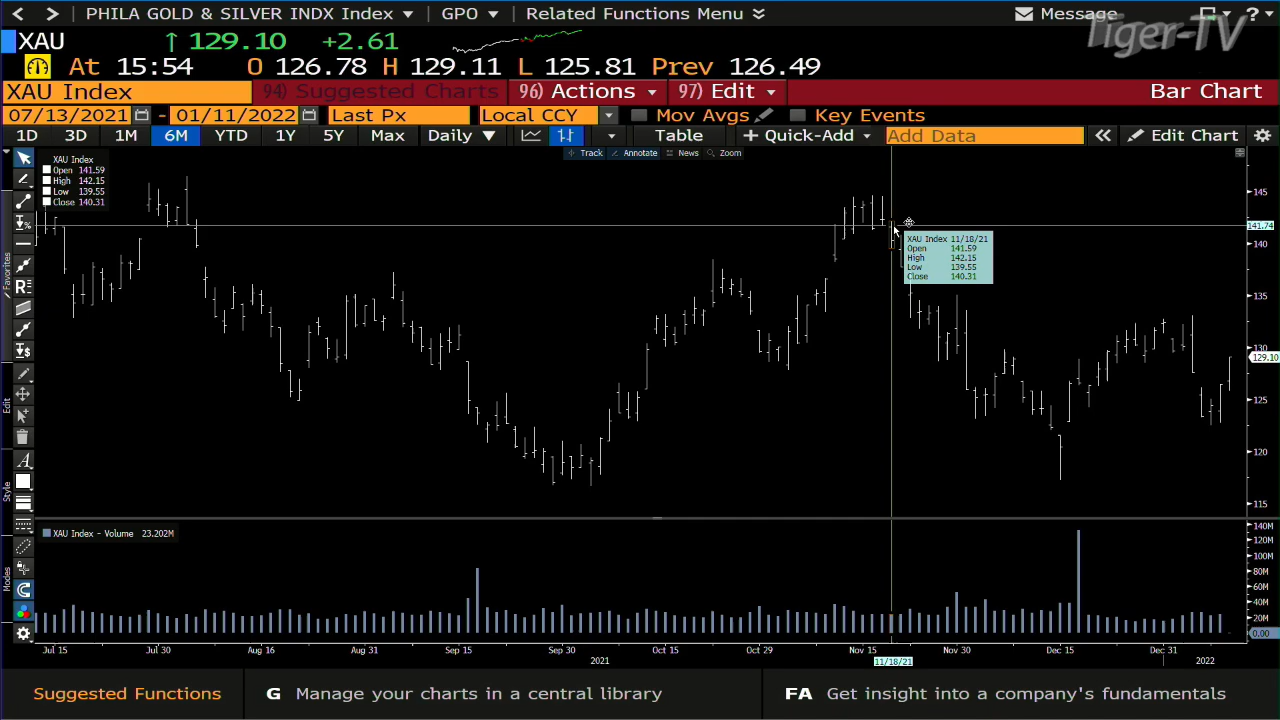 PHILA GOLD & SILVER INDX Index GPO Related Functions Menu Message ?
Tiger-TV
XAU ↑ 129.10 +2.61
At 15:54 O 126.78 H 129.11 L 125.81 Prev 126.49
XAU Index 94) Suggested Charts 96) Actions 97) Edit Bar Chart
07/13/2021 - 01/11/2022 Last Px Local CCY Mov Avgs Key Events
1D 3D 1M 6M YTD 1Y 5Y Max Daily ▼ Table + Quick-Add Add Data « Edit Chart
Track Annotate News Zoom
XAU Index
Open 141.59
High 142.15
Low 139.55
Close 140.31
XAU Index 11/18/21
Open 141.59
High 142.15
Low 139.55
Close 140.31
145
141.74
140
135
130
129.10
125
120
115
Favorites
Edit
Style
Modes
XAU Index - Volume 23.202M
140M
120M
100M
80M
60M
40M
20M
0.00
Jul 15 Jul 30 Aug 16 Aug 31 Sep 15 Sep 30 Oct 15 Oct 29 Nov 15 Nov 30 Dec 15 Dec 31
2021 11/18/21 2022
Suggested Functions G Manage your charts in a central library FA Get insight into a company's fundamentals